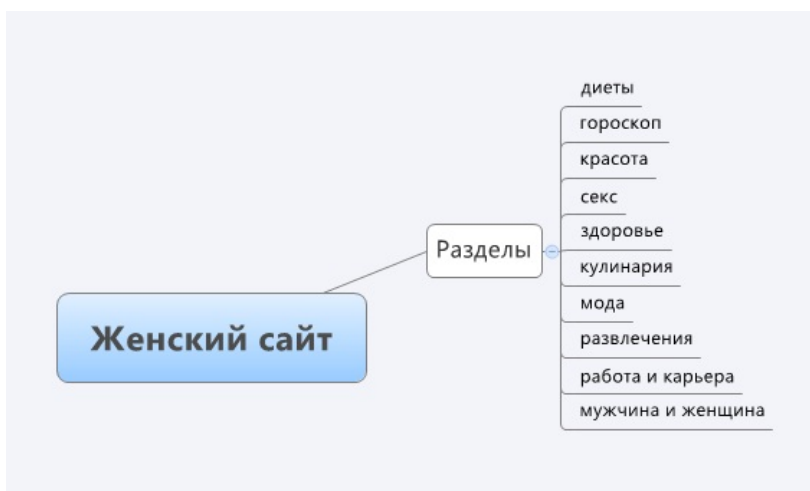 диеты
гороскоп
красота
секс
здоровье
Разделы
кулинария
мода
Женский сайт
развлечения
работа и карьера
мужчина и женщина